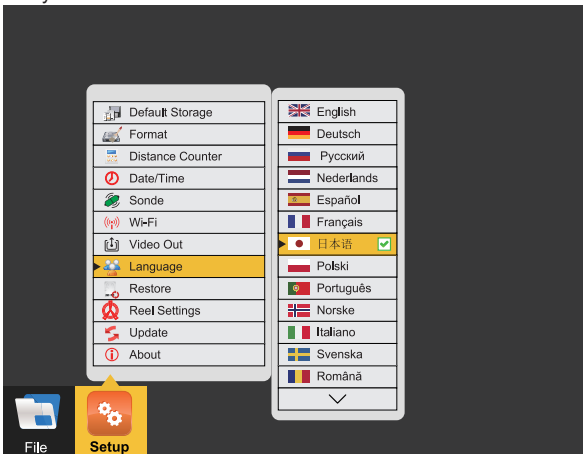 Default Storage
Format
Distance Counter
Date/Time
Sonde
Wi-Fi
Video Out
Language
Restore
Reel Settings
Update
About
English
Deutsch
Русский
Nederlands
Español
Français
日本语
Polski
Português
Norske
Italiano
Svenska
Română
File
Setup